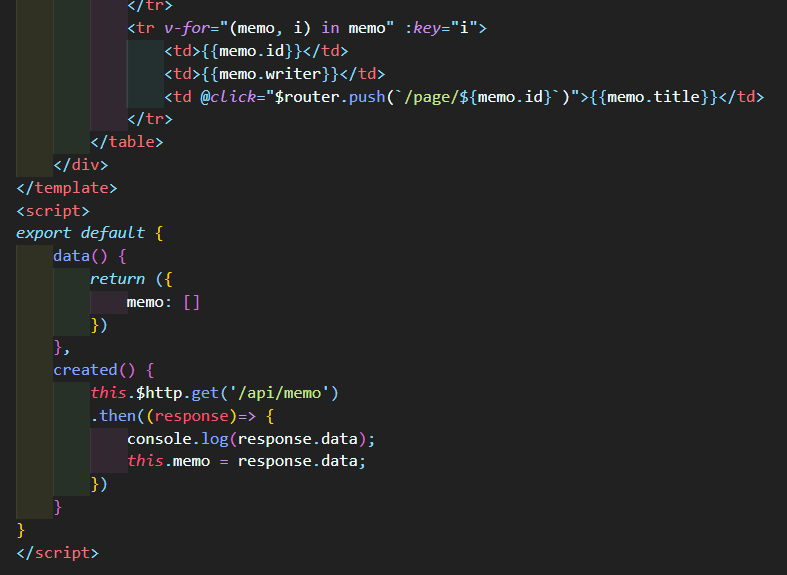 </tr>
<tr v-for="(memo, i) in memo" :key="i">
<td>{{memo.id}}</td>
<td>{{memo.writer}}</td>
<td @click="$router.push(`/page/${memo.id}`)">{{memo.title}}</td>
</tr>
</table>
</div>
</template>
<script>
export default {
data() {
return ({
memo: []
})
},
created() {
this.$http.get('/api/memo')
.then((response)=> {
console.log(response.data);
this.memo = response.data;
})
}
}
</script>